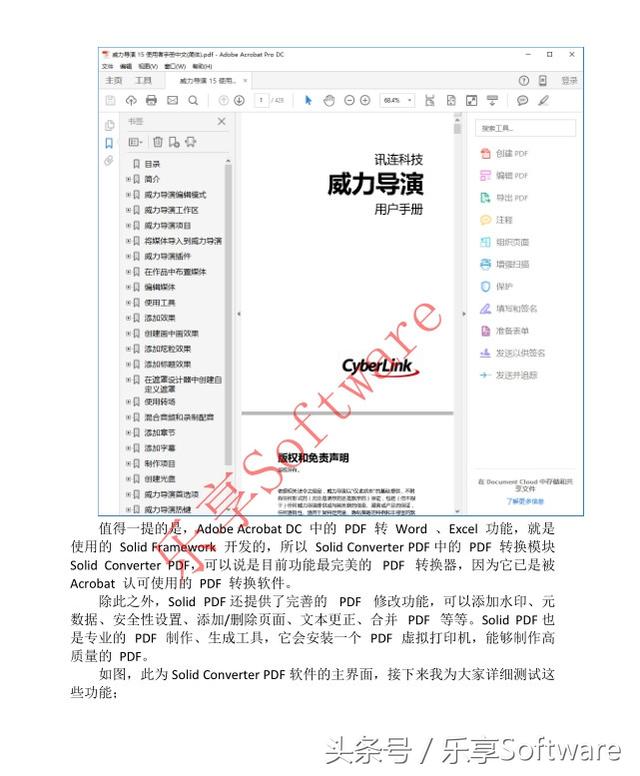 威力导演 15 使用者手册中文(简体).pdf - Adobe Acrobat Pro DC
文件 编辑 视图(V) 窗口(W) 帮助(H)
主页 工具 威力导演 15 使用... × 登录
1 / 428 68.4%
书签
搜索工具...
目录
简介
威力导演编辑模式
威力导演工作区
威力导演项目
将媒体导入到威力导演
威力导演插件
在作品中布置媒体
编辑媒体
使用工具
添加效果
创建画中画效果
添加炫粒效果
添加标题效果
在遮罩设计器中创建自
定义遮罩
使用转场
混合音频和录制配音
添加章节
添加字幕
制作项目
创建光盘
威力导演首选项
威力导演热键
讯连科技
威力导演
用户手册
CyberLink
版权和免责声明
版权所有。
创建 PDF
编辑 PDF
导出 PDF
注释
组织页面
增强扫描
保护
填写和签名
准备表单
发送以供签名
发送并追踪
在 Document Cloud 中存储和共
享文件
了解更多信息
乐享Software
值得一提的是，Adobe Acrobat DC 中的 PDF 转 Word 、Excel 功能，就是
使用的 Solid Framework 开发的，所以 Solid Converter PDF 中的 PDF 转换模块
Solid Converter PDF，可以说是目前功能最完美的 PDF 转换器，因为它已是被
Acrobat 认可使用的 PDF 转换软件。
除此之外，Solid PDF 还提供了完善的 PDF 修改功能，可以添加水印、元
数据、安全性设置、添加/删除页面、文本更正、合并 PDF 等等。Solid PDF 也
是专业的 PDF 制作、生成工具，它会安装一个 PDF 虚拟打印机，能够制作高
质量的 PDF。
如图，此为 Solid Converter PDF 软件的主界面，接下来我为大家详细测试这
些功能；
头条号 / 乐享Software